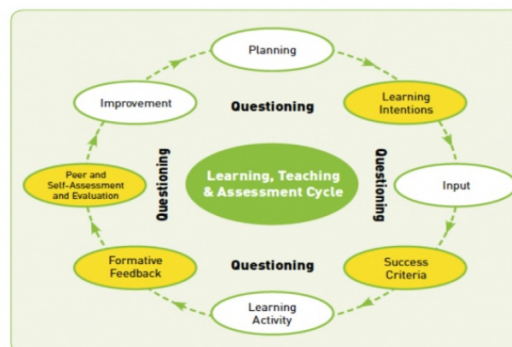 Planning
Learning
Intentions
Input
Success
Criteria
Learning
Activity
Formative
Feedback
Peer and
Self-Assessment
and Evaluation
Improvement
Questioning
Questioning
Questioning
Questioning
Learning, Teaching
& Assessment Cycle